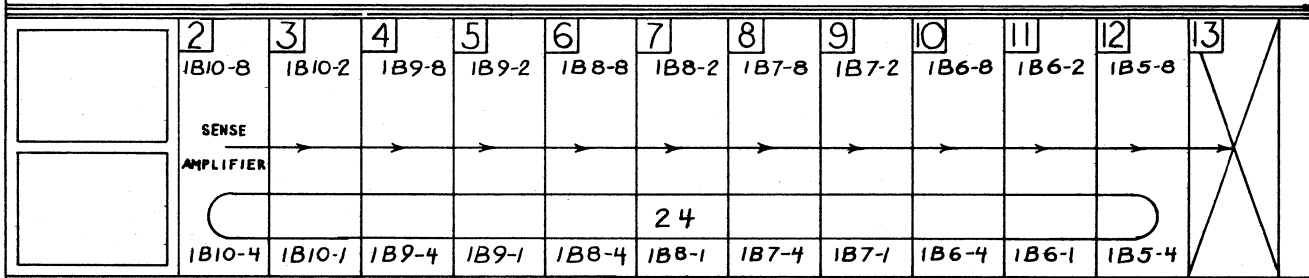 2 3 4 5 6 7 8 9 10 11 12 13
1B10-8 1B10-2 1B9-8 1B9-2 1B8-8 1B8-2 1B7-8 1B7-2 1B6-8 1B6-2 1B5-8
SENSE
AMPLIFIER
24
1B10-4 1B10-1 1B9-4 1B9-1 1B8-4 1B8-1 1B7-4 1B7-1 1B6-4 1B6-1 1B5-4